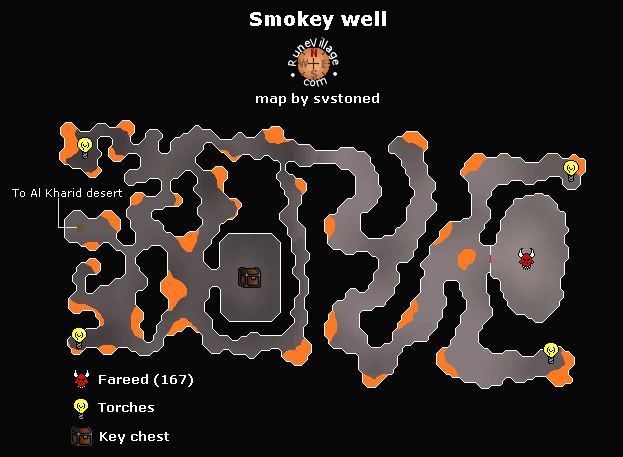 Smokey well
RuneVillage
N
W E
S
.com
map by svstoned
To Al Kharid desert
Fareed (167)
Torches
Key chest